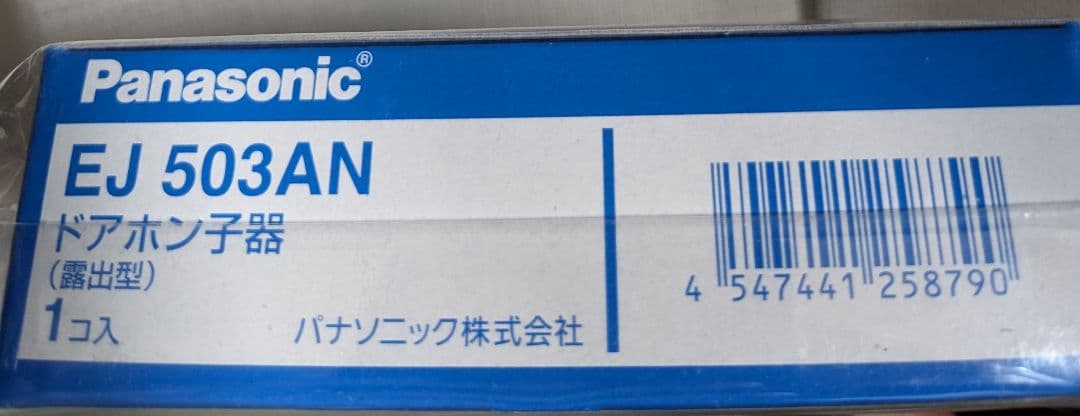 Panasonic®
EJ 503AN
ドアホン子器
(露出型)
1コ入
パナソニック株式会社
4 547441 258790